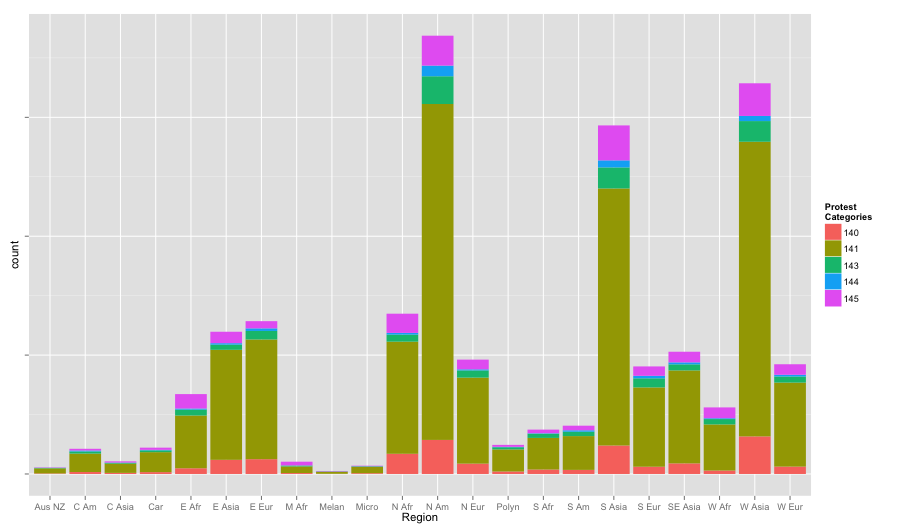 count
Aus NZ C Am C Asia Car E Afr E Asia E Eur M Afr Melan Micro N Afr N Am N Eur Polyn S Afr S Am S Asia S Eur SE Asia W Afr W Asia W Eur
Region
Protest
Categories
140
141
143
144
145